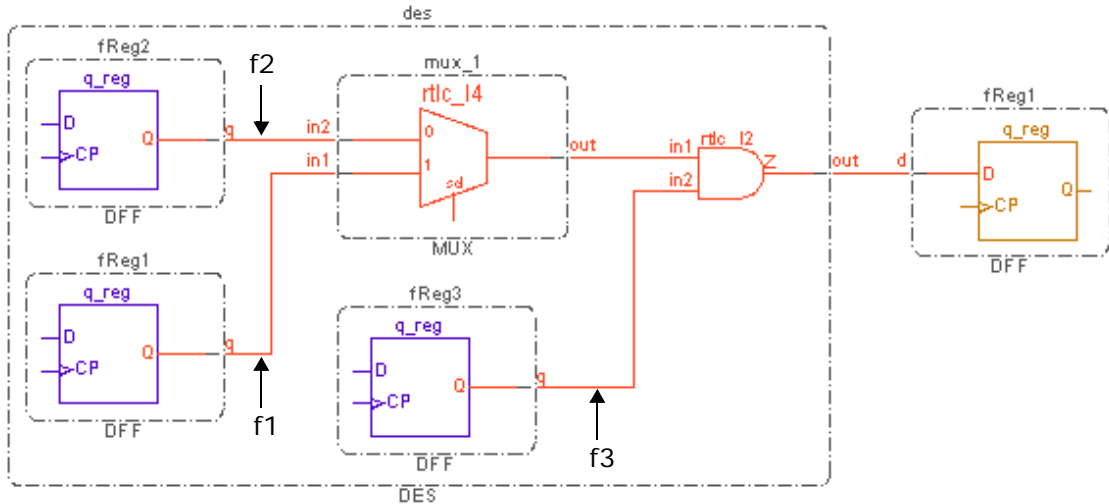 des
fReg2
q_reg
D
Q
CP
DFF
q
f2
mux_1
rtlc_I4
in2
in1
0
1
sel
MUX
out
rtlc_I2
in1
in2
Z
out
d
fReg1
q_reg
D
Q
CP
DFF
fReg1
q_reg
D
Q
CP
DFF
q
f1
fReg3
q_reg
D
Q
CP
DFF
q
f3
DES